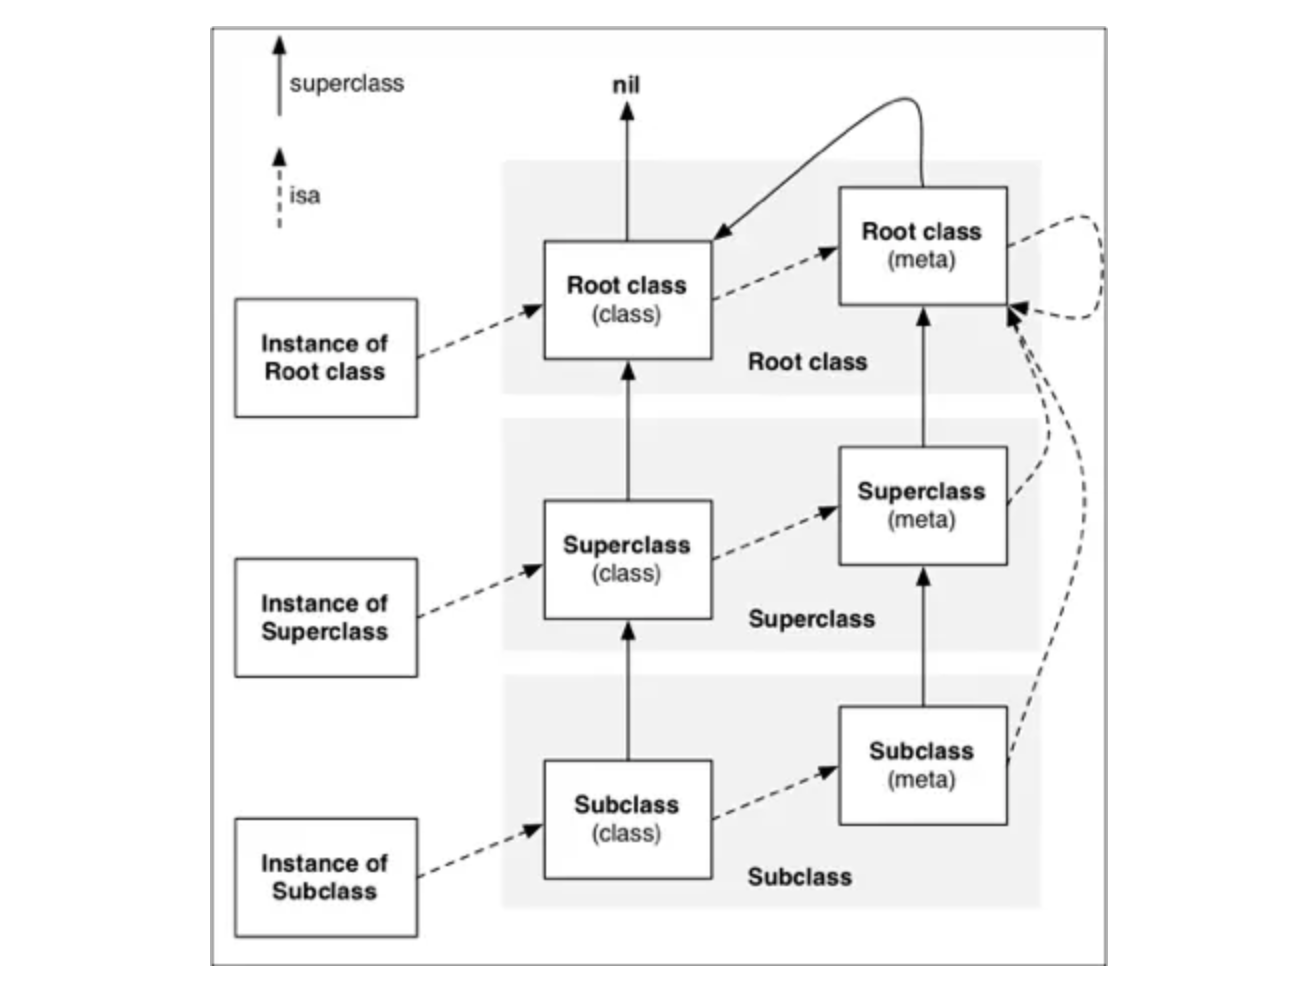 superclass
isa
nil
Root class
(meta)
Root class
(class)
Instance of
Root class
Root class
Superclass
(meta)
Superclass
(class)
Instance of
Superclass
Superclass
Subclass
(meta)
Subclass
(class)
Instance of
Subclass
Subclass